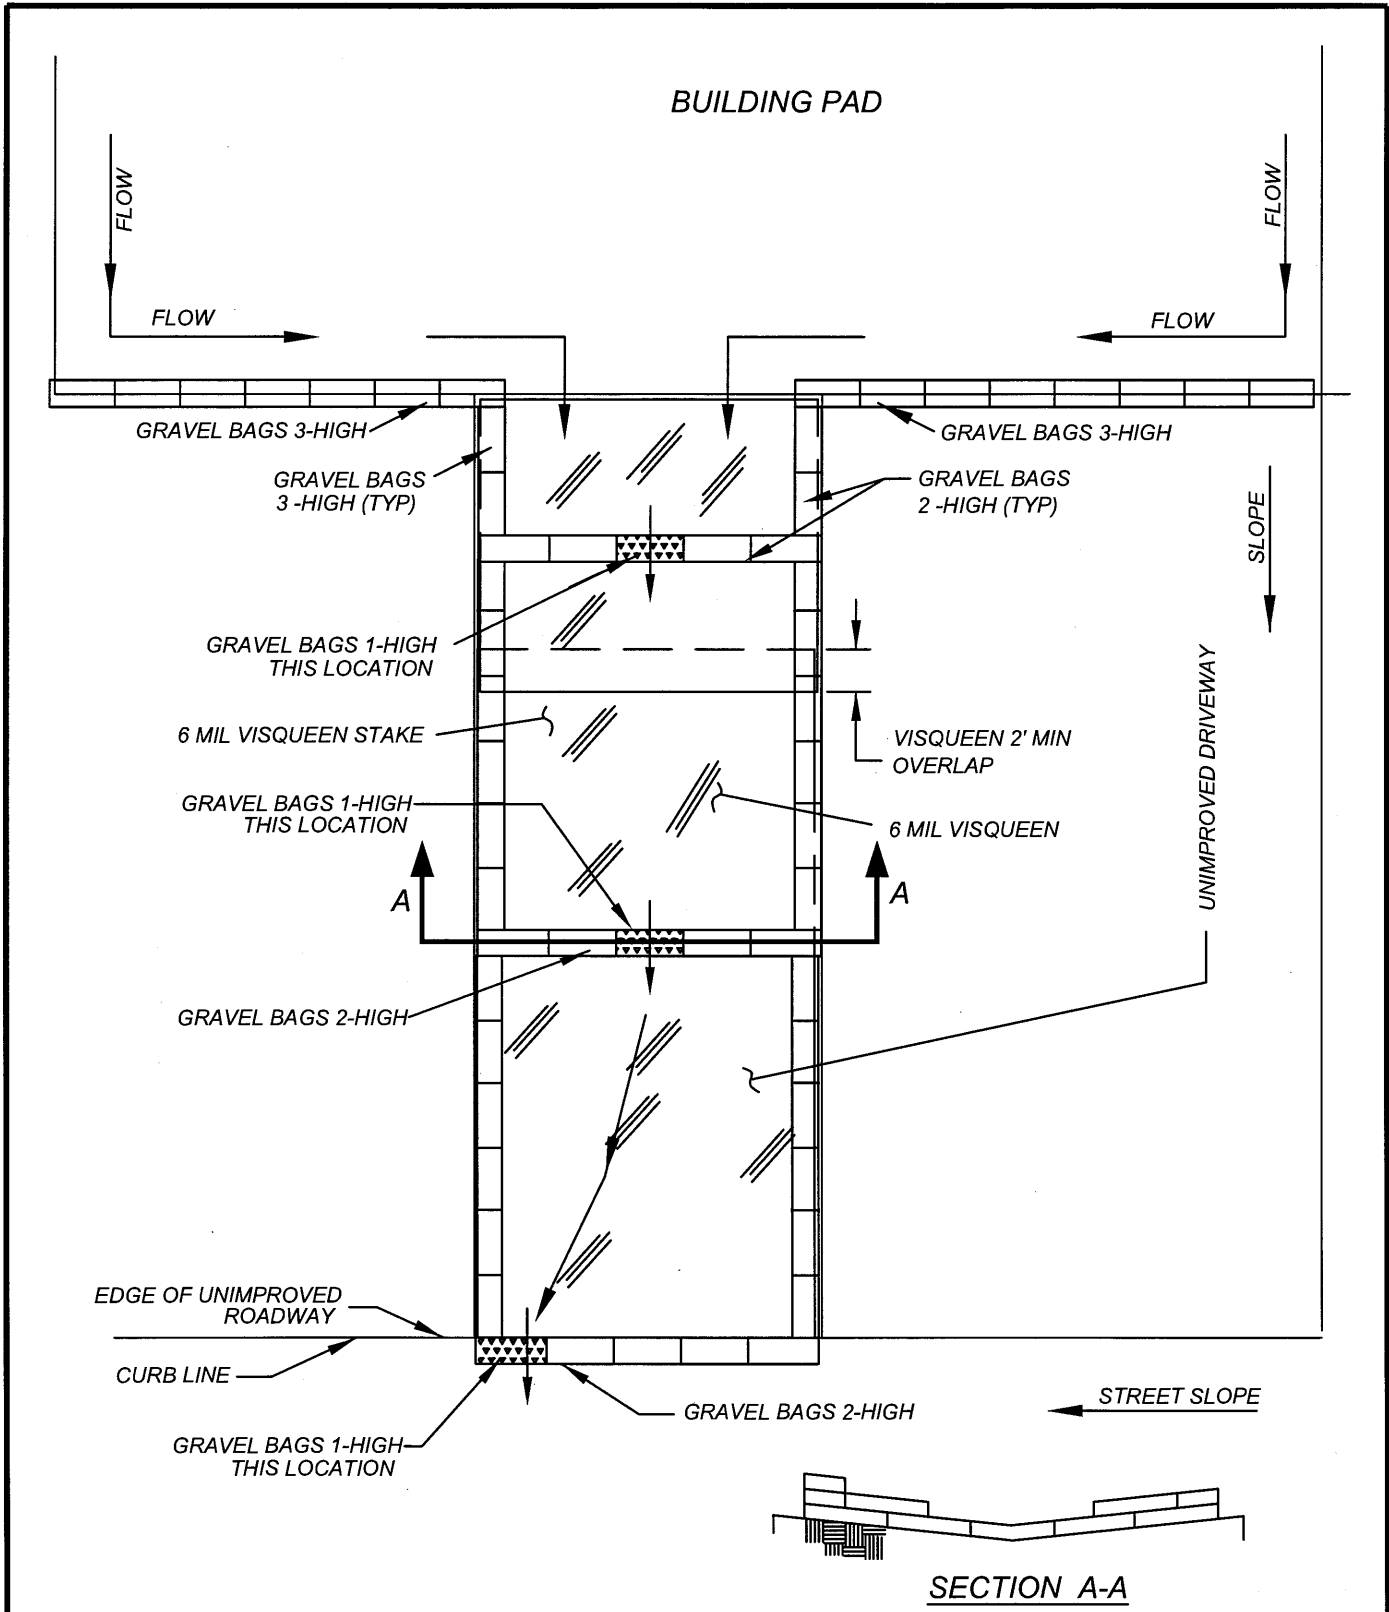 BUILDING PAD
FLOW
FLOW
FLOW
FLOW
GRAVEL BAGS 3-HIGH
GRAVEL BAGS 3-HIGH
GRAVEL BAGS
3 -HIGH (TYP)
GRAVEL BAGS
2 -HIGH (TYP)
SLOPE
GRAVEL BAGS 1-HIGH
THIS LOCATION
6 MIL VISQUEEN STAKE
VISQUEEN 2' MIN
OVERLAP
UNIMPROVED DRIVEWAY
GRAVEL BAGS 1-HIGH
THIS LOCATION
6 MIL VISQUEEN
A
A
GRAVEL BAGS 2-HIGH
EDGE OF UNIMPROVED
ROADWAY
CURB LINE
STREET SLOPE
GRAVEL BAGS 2-HIGH
GRAVEL BAGS 1-HIGH
THIS LOCATION
SECTION A-A